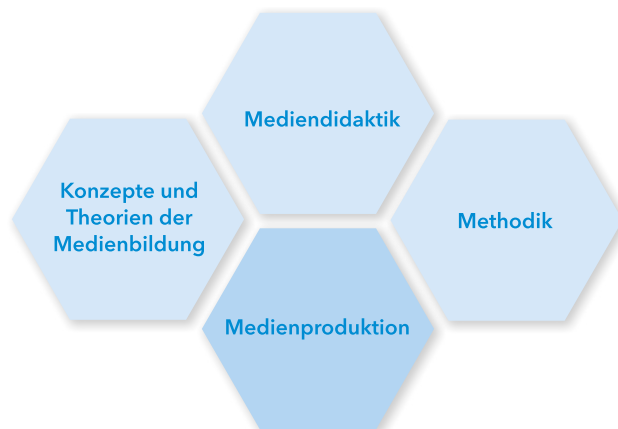 Mediendidaktik
Konzepte und
Theorien der
Medienbildung
Methodik
Medienproduktion